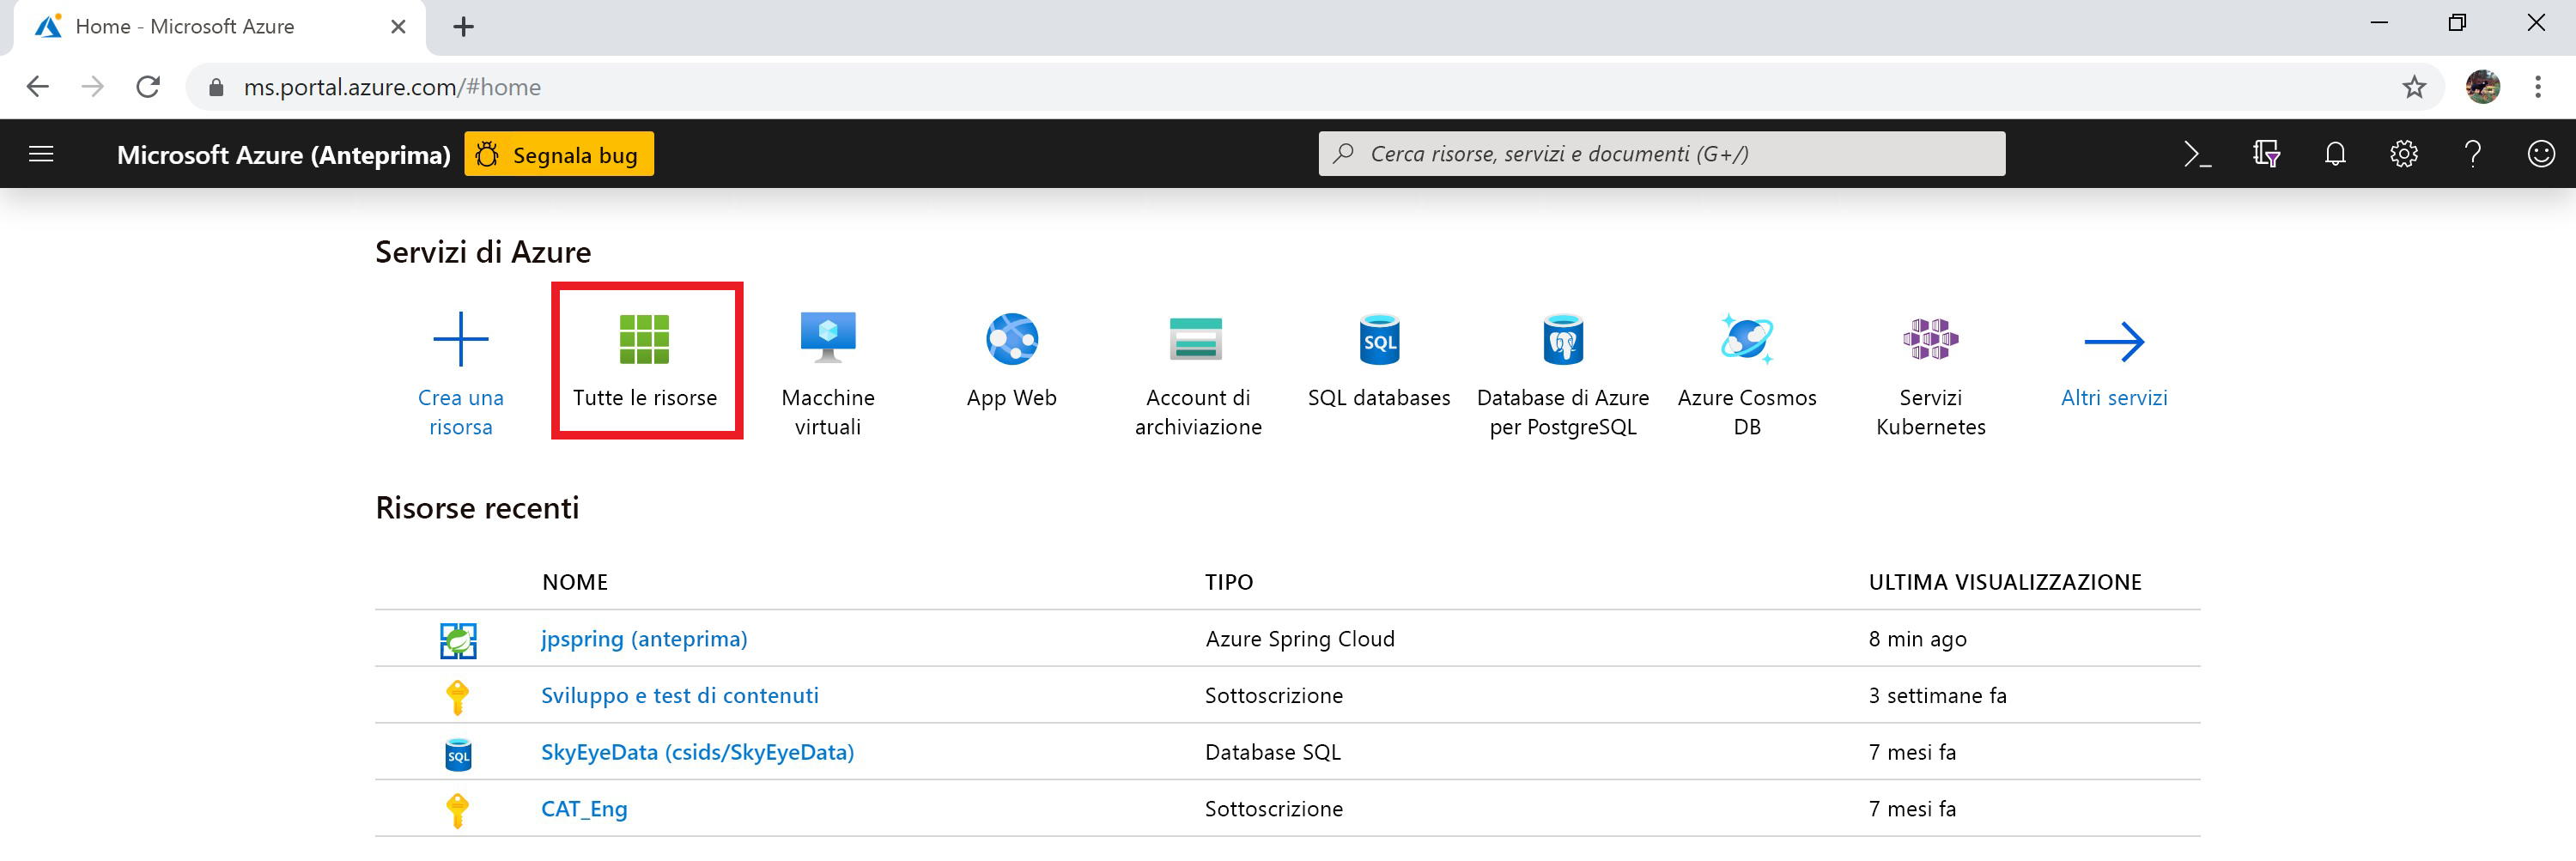 Home - Microsoft Azure
ms.portal.azure.com/#home
Microsoft Azure (Anteprima)
Segnala bug
Cerca risorse, servizi e documenti (G+/)
Servizi di Azure
Crea una
risorsa
Tutte le risorse
Macchine
virtuali
App Web
Account di
archiviazione
SQL
SQL databases
Database di Azure
per PostgreSQL
Azure Cosmos
DB
Servizi
Kubernetes
Altri servizi
Risorse recenti
NOME TIPO ULTIMA VISUALIZZAZIONE
jpspring (anteprima) Azure Spring Cloud 8 min ago
Sviluppo e test di contenuti Sottoscrizione 3 settimane fa
SQL SkyEyeData (csids/SkyEyeData) Database SQL 7 mesi fa
CAT_Eng Sottoscrizione 7 mesi fa